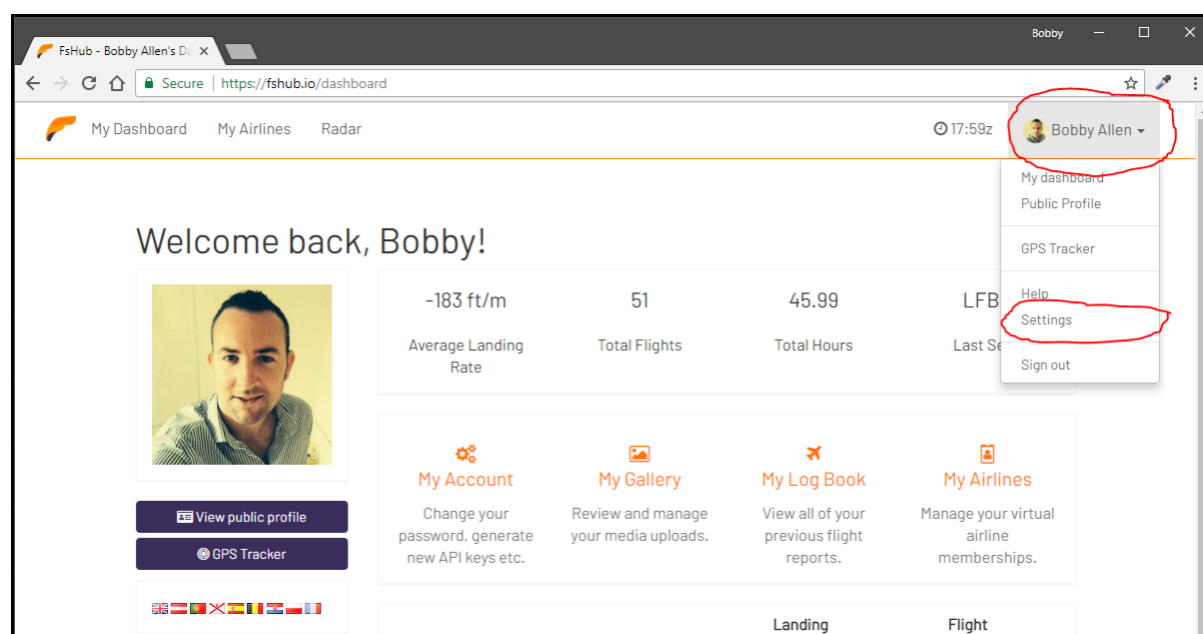 Bobby
FsHub - Bobby Allen's Da
Secure | https://fshub.io/dashboard
My Dashboard My Airlines Radar 17:59z Bobby Allen
My dashboard
Public Profile
GPS Tracker
Help
Settings
Sign out
Welcome back, Bobby!
-183 ft/m 51 45.99 LFB
Average Landing Total Flights Total Hours Last Se
Rate
My Account My Gallery My Log Book My Airlines
Change your Review and manage View all of your Manage your virtual
password, generate your media uploads. previous flight airline
new API keys etc. reports. memberships.
View public profile
GPS Tracker
Landing Flight